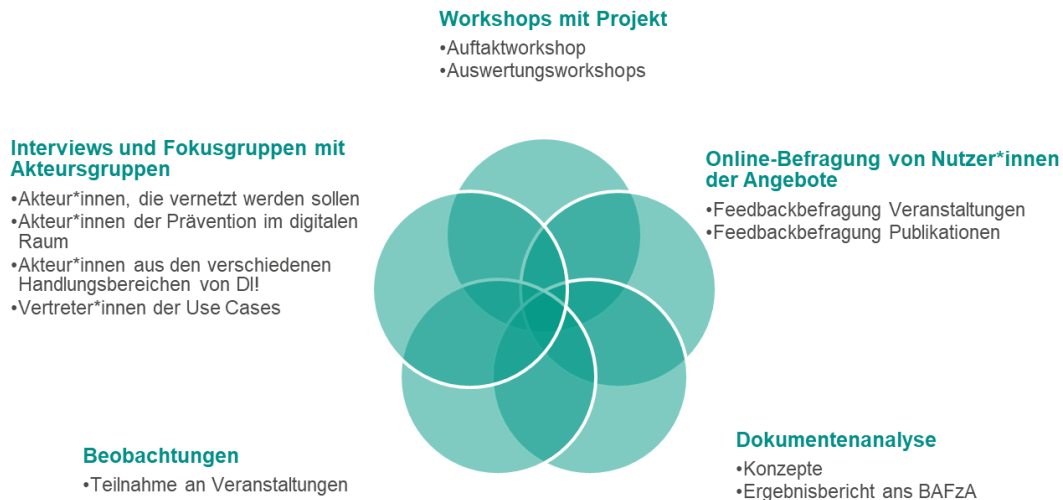 Workshops mit Projekt
•Auftaktworkshop
•Auswertungsworkshops
Interviews und Fokusgruppen mit
Akteursgruppen
•Akteur*innen, die vernetzt werden sollen
•Akteur*innen der Prävention im digitalen
Raum
•Akteur*innen aus den verschiedenen
Handlungsbereichen von DI!
•Vertreter*innen der Use Cases
Online-Befragung von Nutzer*innen
der Angebote
•Feedbackbefragung Veranstaltungen
•Feedbackbefragung Publikationen
Beobachtungen
•Teilnahme an Veranstaltungen
Dokumentenanalyse
•Konzepte
•Ergebnisbericht ans BAFzA